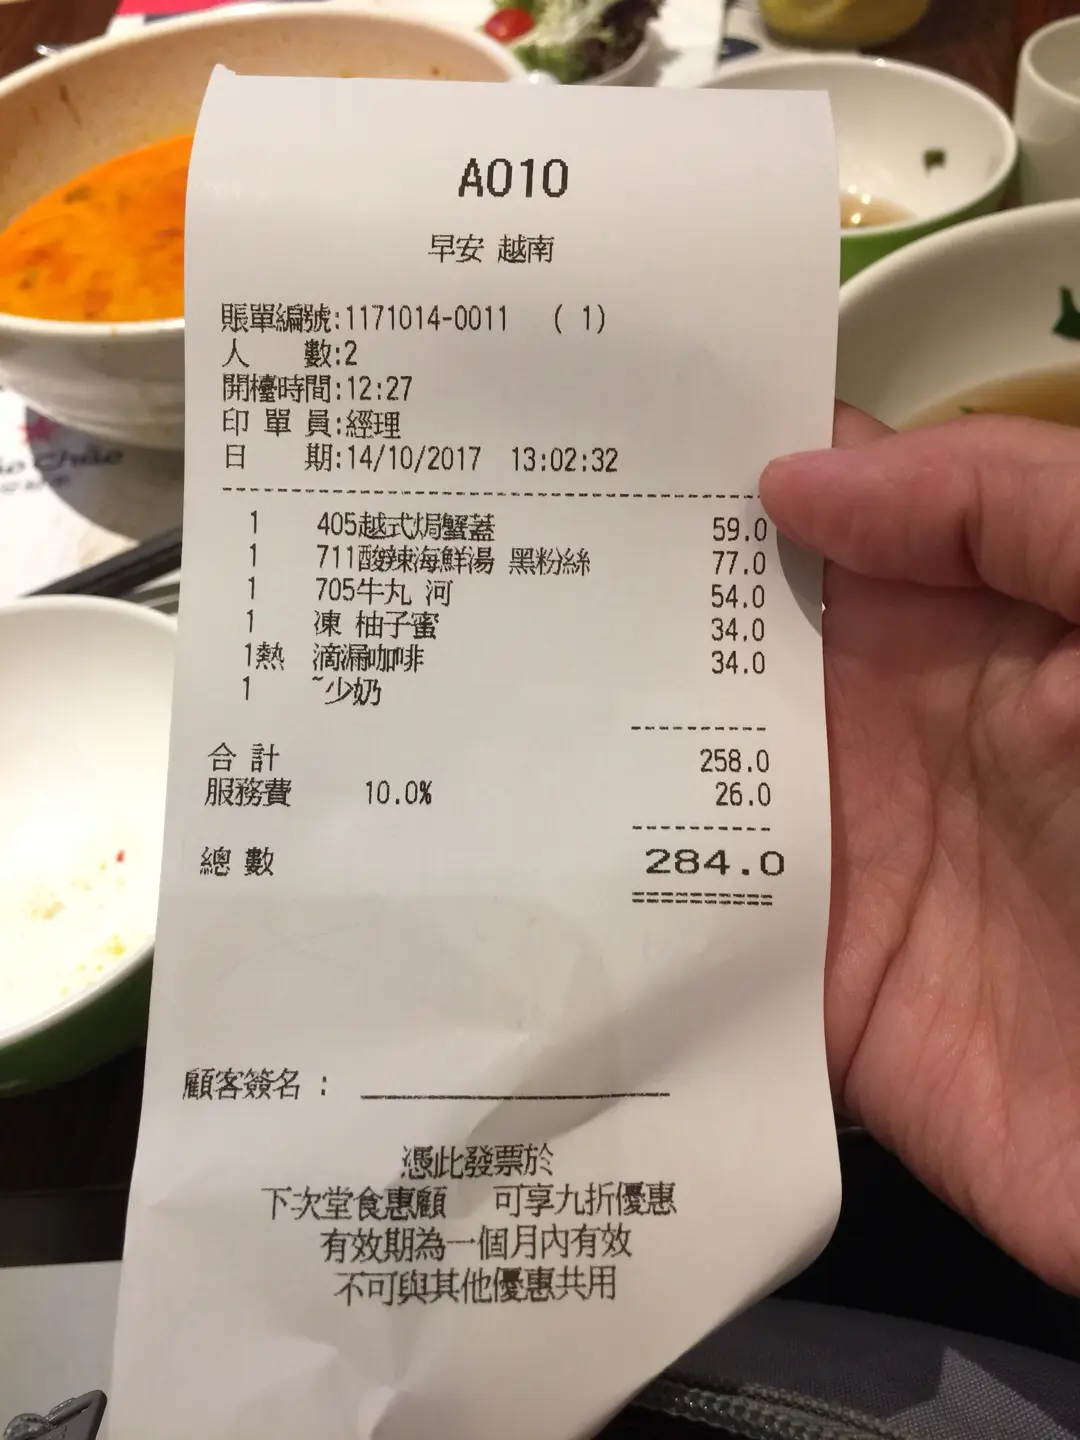 A010
早安 越南
賬單編號:1171014-0011 ( 1)
人 數:2
開檯時間:12:27
印 單 員:經理
日 期:14/10/2017 13:02:32
1 405越式焗蟹蓋 59.0
1 711酸辣海鮮湯 黑粉絲 77.0
1 705牛丸 河 54.0
1 凍 柚子蜜 34.0
1熱 滴漏咖啡 34.0
1 ~少奶
合 計 258.0
服務費 10.0% 26.0
總 數 284.0
顧客簽名 :
憑此發票於
下次堂食惠顧 可享九折優惠
有效期為一個月內有效
不可與其他優惠共用